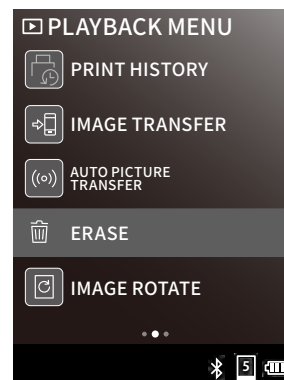 PLAYBACK MENU
PRINT HISTORY
IMAGE TRANSFER
AUTO PICTURE
TRANSFER
ERASE
IMAGE ROTATE
5